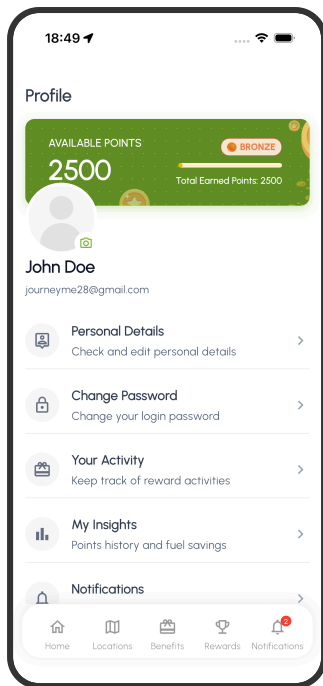 18:49
Profile
AVAILABLE POINTS
BRONZE
2500
Total Earned Points: 2500
John Doe
journeyme28@gmail.com
Personal Details
Check and edit personal details
Change Password
Change your login password
Your Activity
Keep track of reward activities
My Insights
Points history and fuel savings
Notifications
2
Home Locations Benefits Rewards Notifications